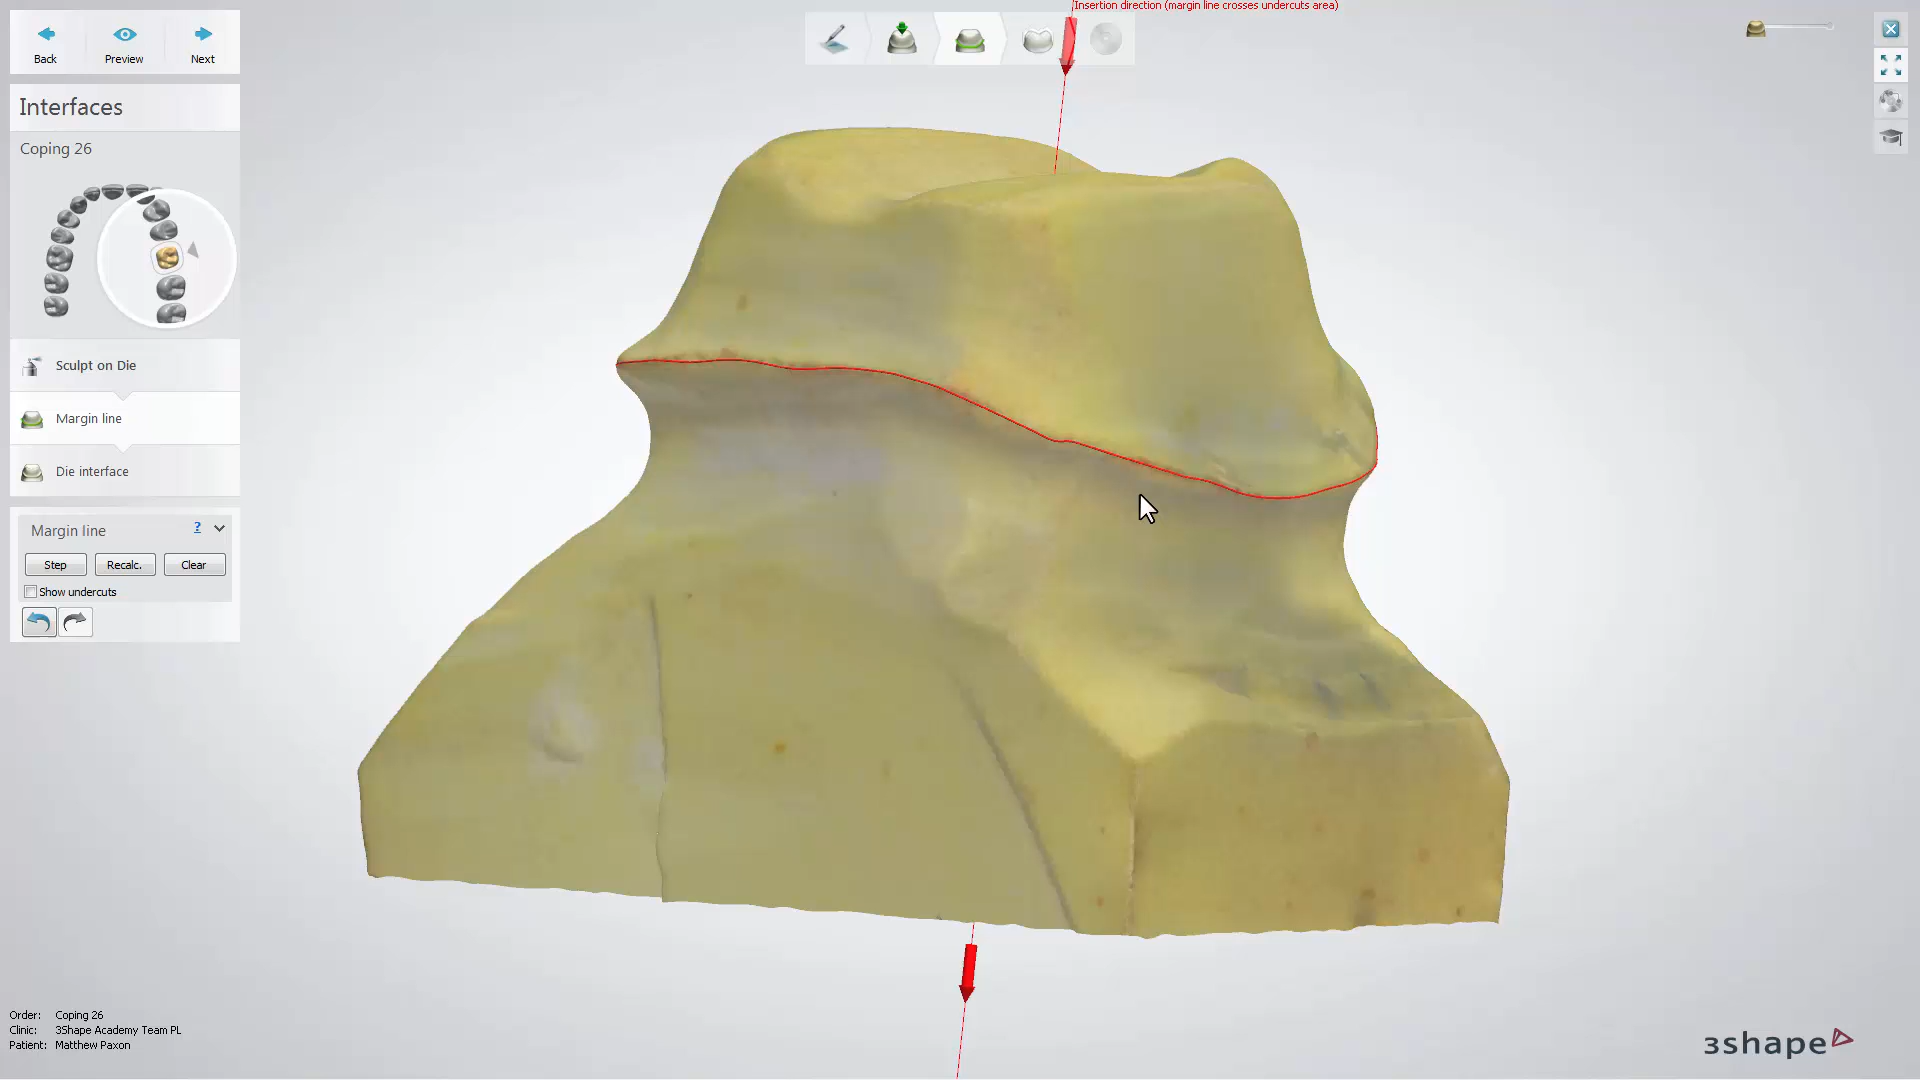 Insertion direction (margin line crosses undercuts area)
Back
Preview
Next
Interfaces
Coping 26
Sculpt on Die
Margin line
Die interface
Margin line
?
Step
Recalc.
Clear
Show undercuts
Order: Coping 26
Clinic: 3Shape Academy Team PL
Patient: Matthew Paxon
3shape